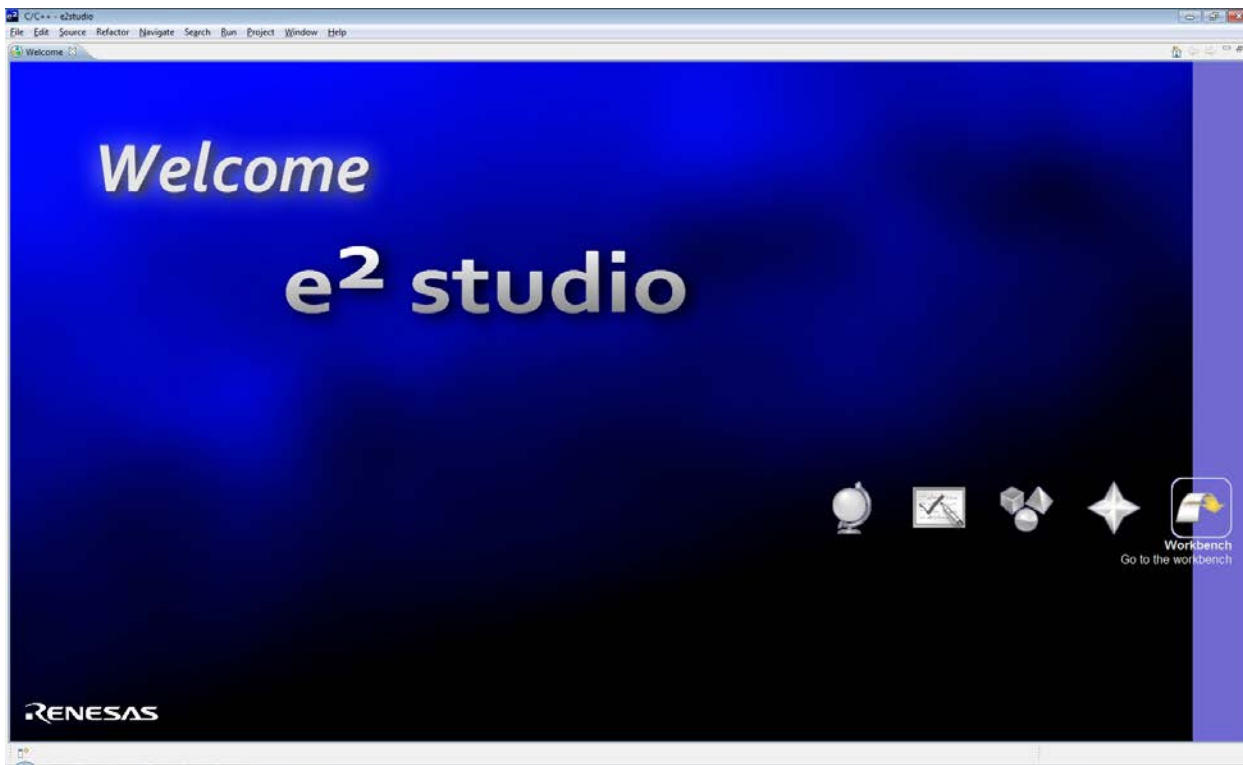 C/C++ - e2studio
File Edit Source Refactor Navigate Search Run Project Window Help
Welcome
Welcome
e² studio
Workbench
Go to the workbench
RENESAS